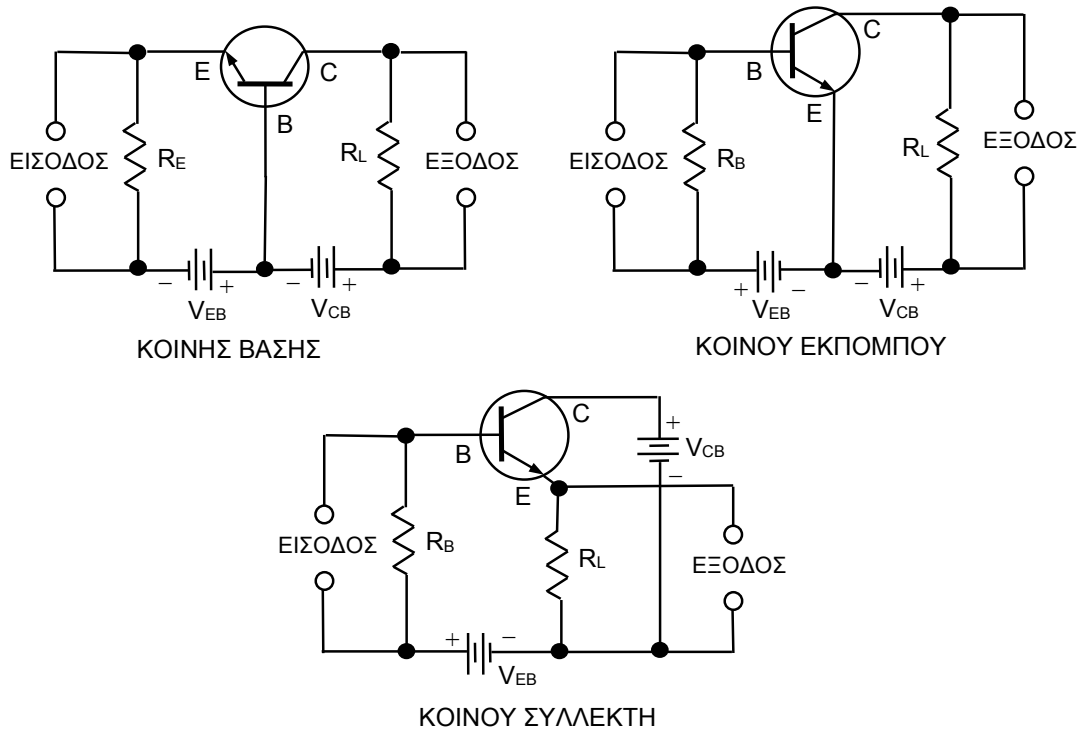 E C
B
ΕΙΣΟΔΟΣ RE RL ΕΞΟΔΟΣ
− + − +
VEB VCB
ΚΟΙΝΗΣ ΒΑΣΗΣ
C
B
E
ΕΙΣΟΔΟΣ RB RL ΕΞΟΔΟΣ
+ − − +
VEB VCB
ΚΟΙΝΟΥ ΕΚΠΟΜΠΟΥ
C +
B VCB
E −
ΕΙΣΟΔΟΣ RB RL ΕΞΟΔΟΣ
+ −
VEB
ΚΟΙΝΟΥ ΣΥΛΛΕΚΤΗ